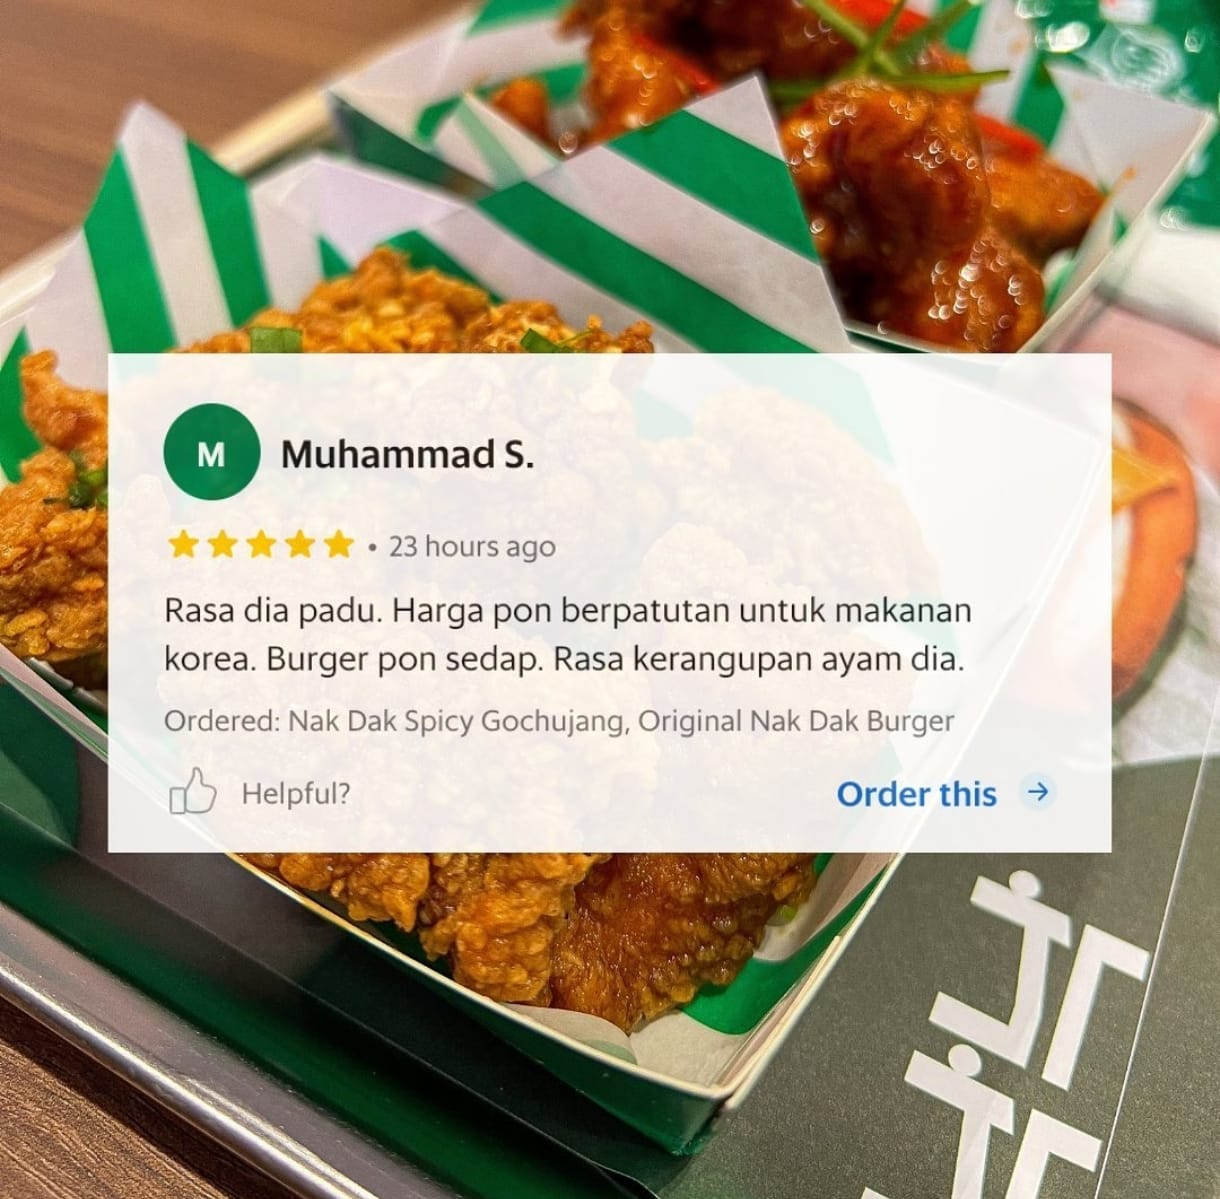 M
Muhammad S.
• 23 hours ago
Rasa dia padu. Harga pon berpatutan untuk makanan
korea. Burger pon sedap. Rasa kerangupan ayam dia.
Ordered: Nak Dak Spicy Gochujang, Original Nak Dak Burger
Helpful?
Order this →